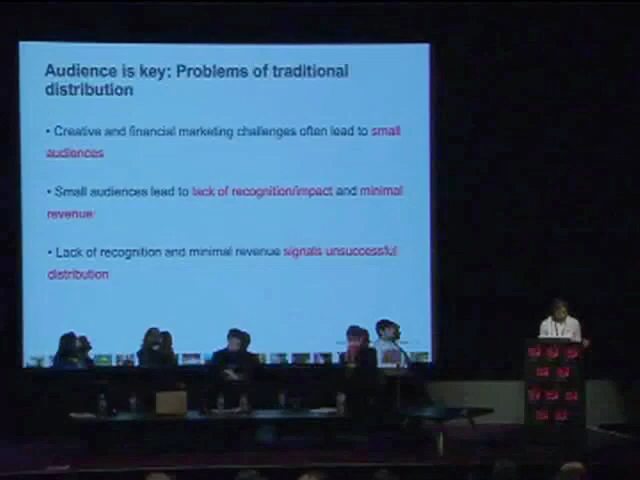 Audience is key: Problems of traditional
distribution
• Creative and financial marketing challenges often lead to small
audiences
• Small audiences lead to lack of recognition/impact and minimal
revenue
• Lack of recognition and minimal revenue signals unsuccessful
distribution